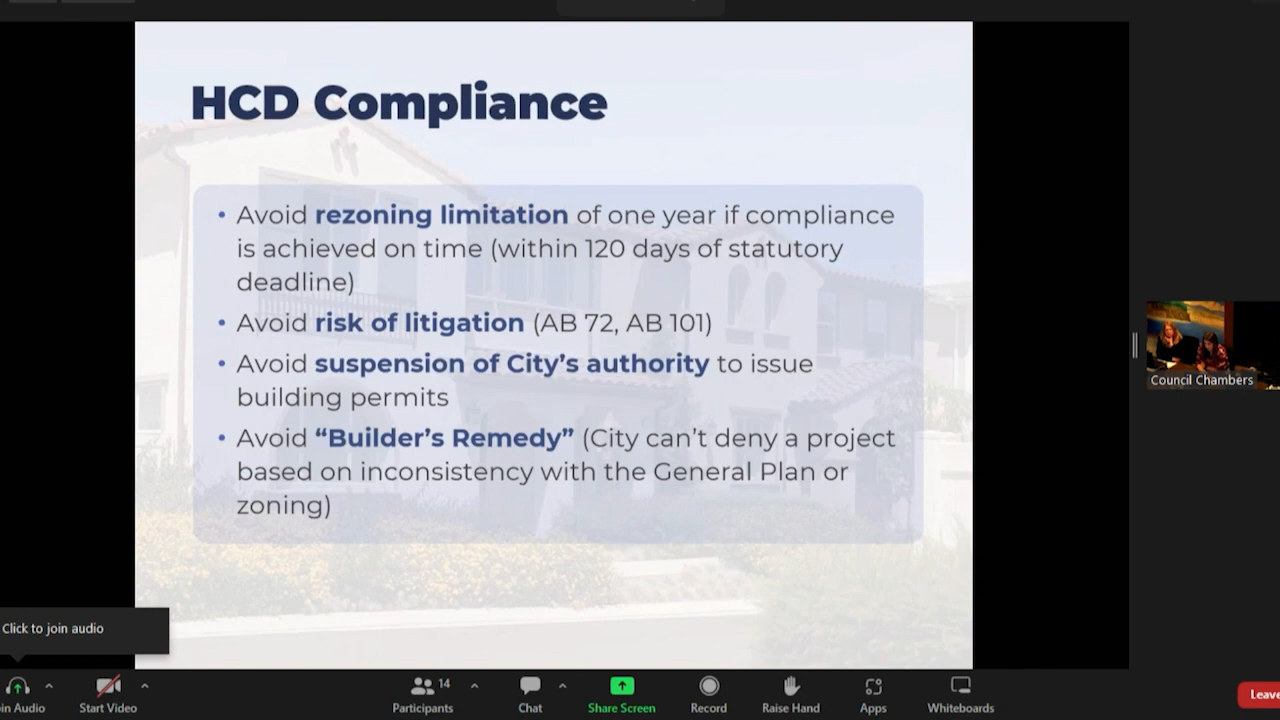 HCD Compliance
• Avoid rezoning limitation of one year if compliance
is achieved on time (within 120 days of statutory
deadline)
• Avoid risk of litigation (AB 72, AB 101)
• Avoid suspension of City's authority to issue
building permits
• Avoid “Builder's Remedy” (City can't deny a project
based on inconsistency with the General Plan or
zoning)
Council Chambers
Click to join audio
in Audio
Start Video
14
Participants
Chat
Share Screen
Record
Raise Hand
Apps
Whiteboards
Leave